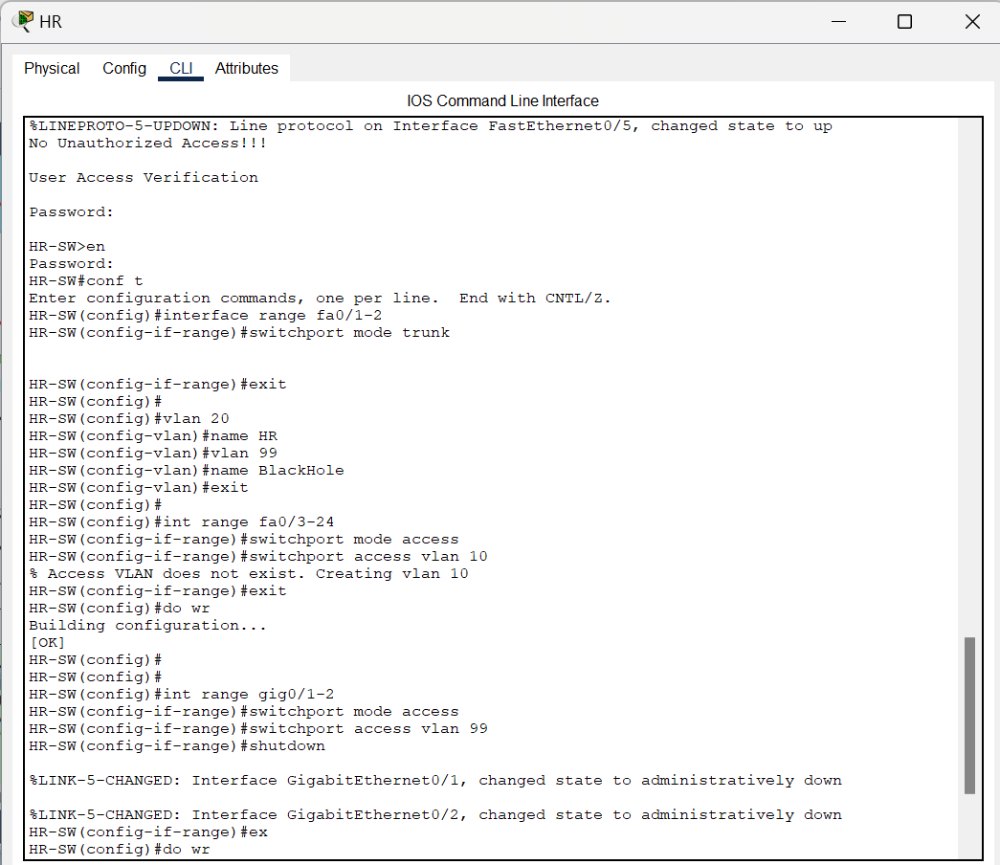 HR
Physical Config CLI Attributes
IOS Command Line Interface
%LINEPROTO-5-UPDOWN: Line protocol on Interface FastEthernet0/5, changed state to up
No Unauthorized Access!!!
User Access Verification
Password:
HR-SW>en
Password:
HR-SW#conf t
Enter configuration commands, one per line.  End with CNTL/Z.
HR-SW(config)#interface range fa0/1-2
HR-SW(config-if-range)#switchport mode trunk
HR-SW(config-if-range)#exit
HR-SW(config)#
HR-SW(config)#vlan 20
HR-SW(config-vlan)#name HR
HR-SW(config-vlan)#vlan 99
HR-SW(config-vlan)#name BlackHole
HR-SW(config-vlan)#exit
HR-SW(config)#
HR-SW(config)#int range fa0/3-24
HR-SW(config-if-range)#switchport mode access
HR-SW(config-if-range)#switchport access vlan 10
% Access VLAN does not exist. Creating vlan 10
HR-SW(config-if-range)#exit
HR-SW(config)#do wr
Building configuration...
[OK]
HR-SW(config)#
HR-SW(config)#
HR-SW(config)#int range gig0/1-2
HR-SW(config-if-range)#switchport mode access
HR-SW(config-if-range)#switchport access vlan 99
HR-SW(config-if-range)#shutdown
%LINK-5-CHANGED: Interface GigabitEthernet0/1, changed state to administratively down
%LINK-5-CHANGED: Interface GigabitEthernet0/2, changed state to administratively down
HR-SW(config-if-range)#ex
HR-SW(config)#do wr